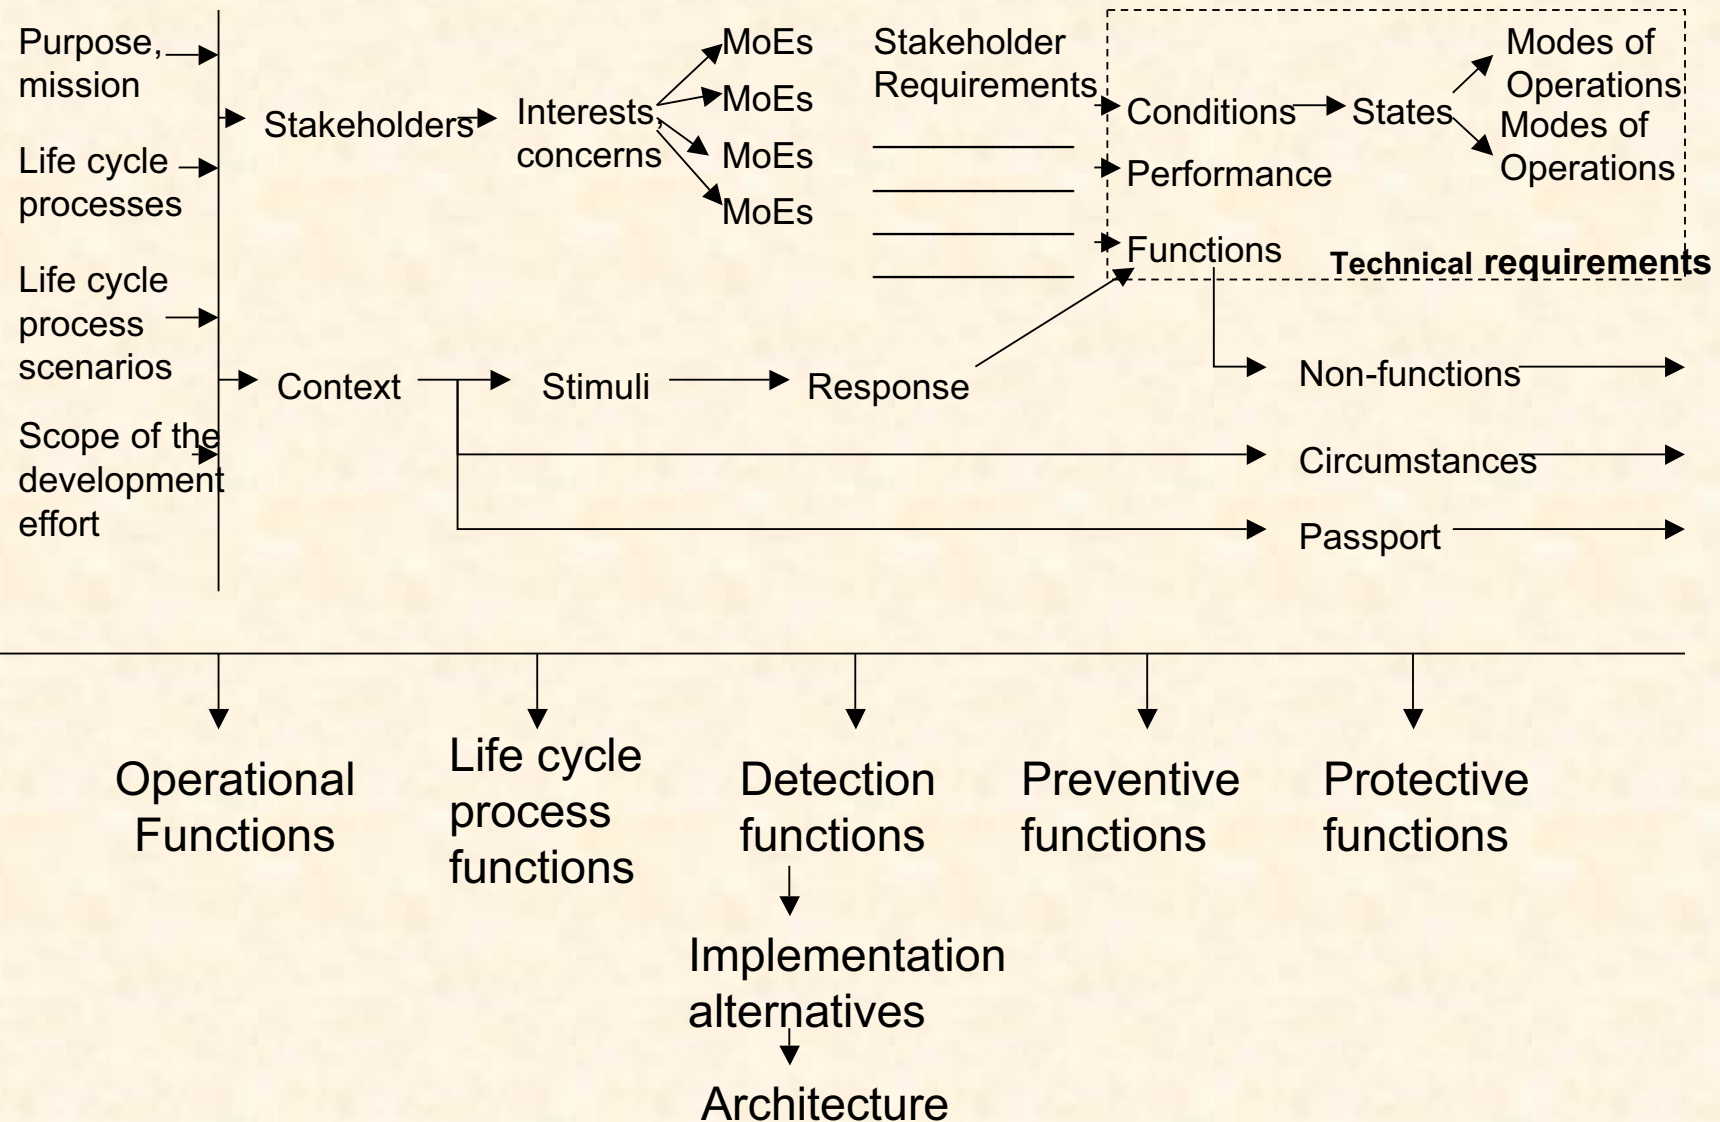 Purpose,
mission
Life cycle
processes
Life cycle
process
scenarios
Scope of the
development
effort
Stakeholders
Interests,
concerns
MoEs
MoEs
MoEs
MoEs
Stakeholder
Requirements
Conditions
States
Modes of
Operations
Modes of
Operations
Performance
Functions
Technical requirements
Context
Stimuli
Response
Non-functions
Circumstances
Passport
Operational
Functions
Life cycle
process
functions
Detection
functions
Preventive
functions
Protective
functions
Implementation
alternatives
Architecture